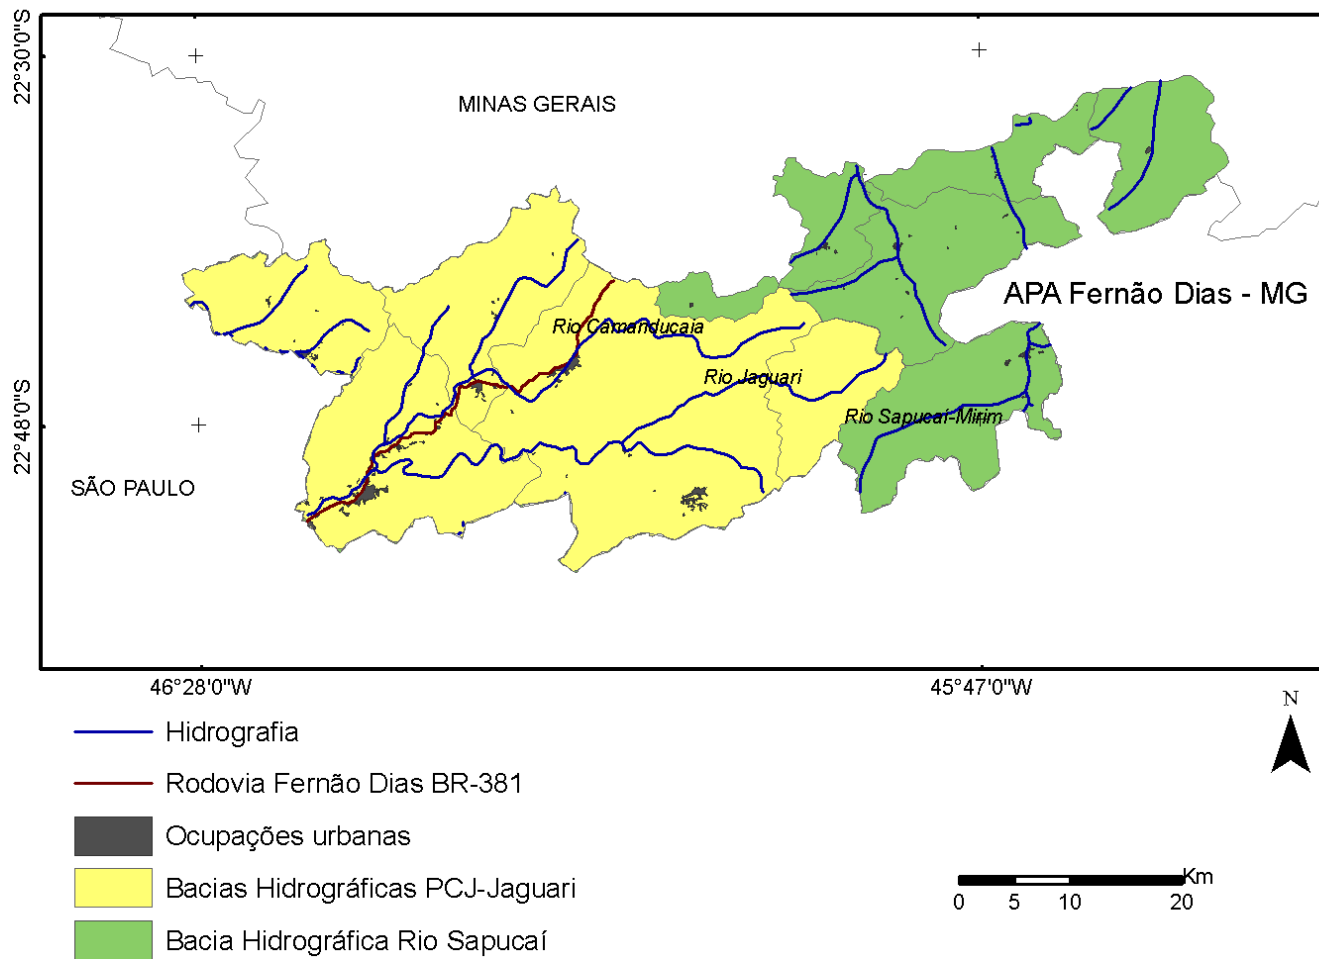 22°30'0"S
MINAS GERAIS
APA Fernão Dias - MG
Rio Camanducaia
Rio Jaguari
Rio Sapucaí-Mirim
22°48'0"S
SÃO PAULO
46°28'0"W
45°47'0"W
N
Hidrografia
Rodovia Fernão Dias BR-381
Ocupações urbanas
Bacias Hidrográficas PCJ-Jaguari
Bacia Hidrográfica Rio Sapucaí
Km
0 5 10 20